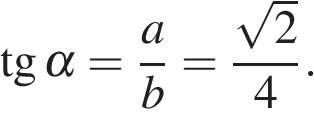 tg α = a/b = √2/4.